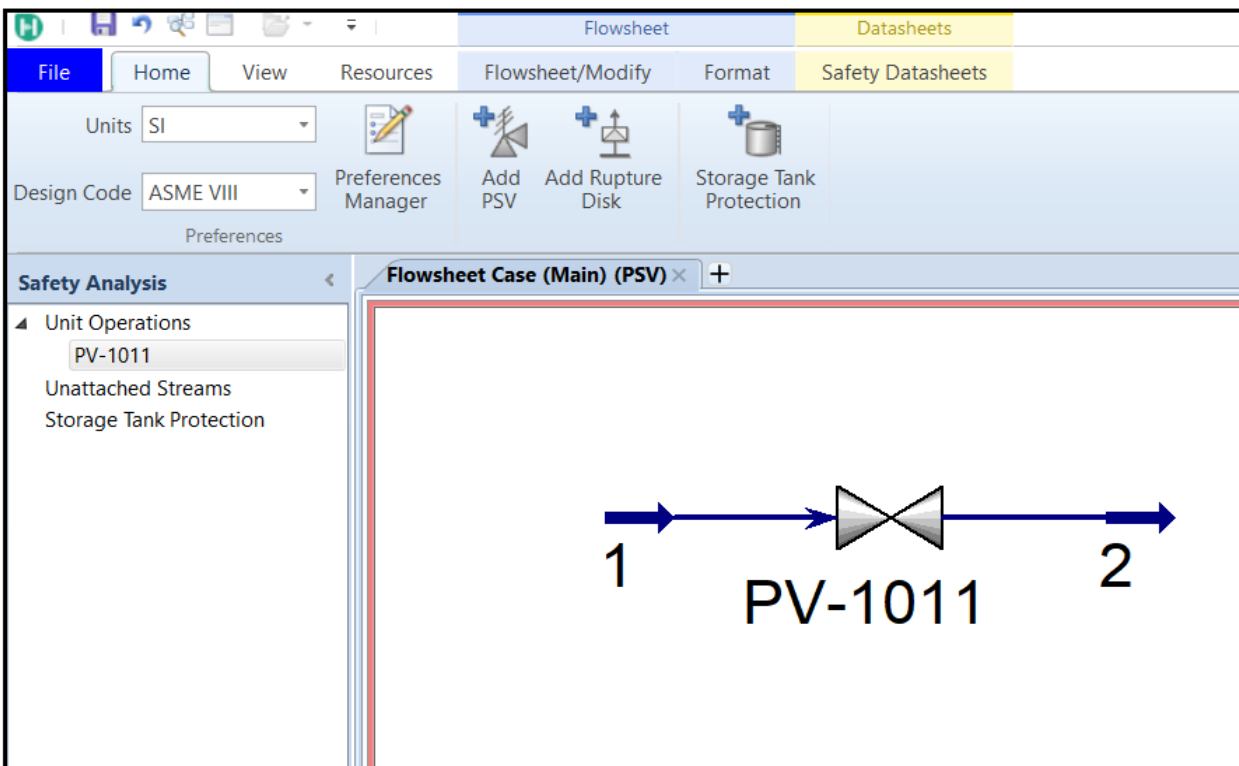 H
Flowsheet Datasheets
File Home View Resources Flowsheet/Modify Format Safety Datasheets
Units SI
Design Code ASME VIII
Preferences
Manager
Add
PSV
Add Rupture
Disk
Storage Tank
Protection
Preferences
Safety Analysis
Flowsheet Case (Main) (PSV)
Unit Operations
PV-1011
Unattached Streams
Storage Tank Protection
1
PV-1011
2